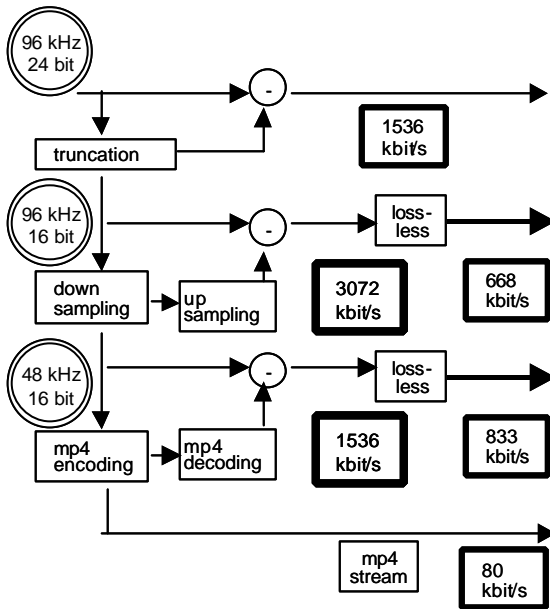 96 kHz
24 bit
-
1536
kbit/s
truncation
96 kHz
16 bit
-
loss-
less
down
sampling
up
sampling
3072
kbit/s
668
kbit/s
48 kHz
16 bit
-
loss-
less
mp4
encoding
mp4
decoding
1536
kbit/s
833
kbit/s
mp4
stream
80
kbit/s